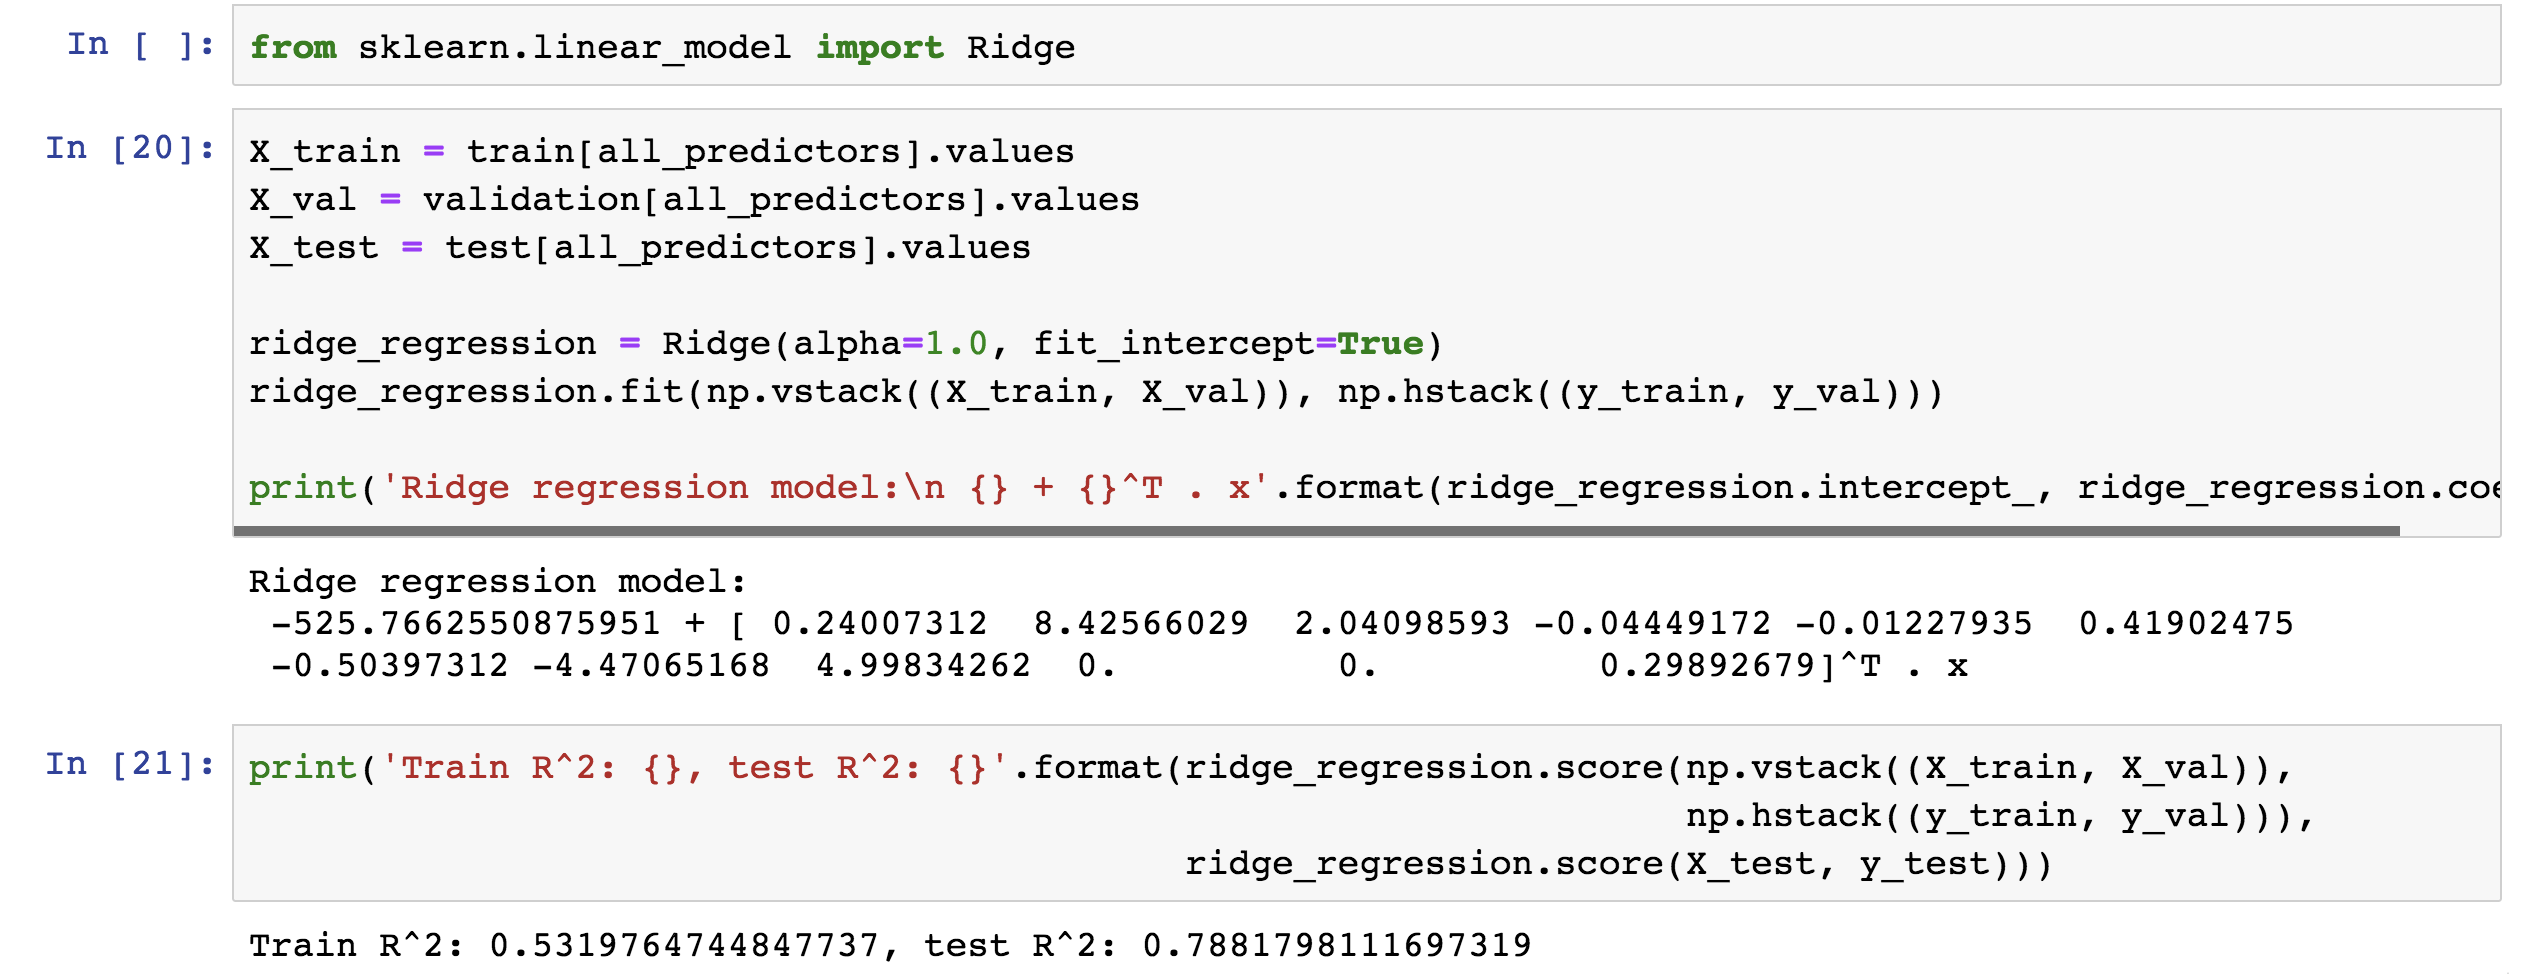 In [ ]: from sklearn.linear_model import Ridge
In [20]: X_train = train[all_predictors].values
X_val = validation[all_predictors].values
X_test = test[all_predictors].values
ridge_regression = Ridge(alpha=1.0, fit_intercept=True)
ridge_regression.fit(np.vstack((X_train, X_val)), np.hstack((y_train, y_val)))
print('Ridge regression model:\n {} + {}^T . x'.format(ridge_regression.intercept_, ridge_regression.coe
Ridge regression model:
-525.7662550875951 + [ 0.24007312  8.42566029  2.04098593 -0.04449172 -0.01227935  0.41902475
-0.50397312 -4.47065168  4.99834262  0.          0.          0.29892679]^T . x
In [21]: print('Train R^2: {}, test R^2: {}'.format(ridge_regression.score(np.vstack((X_train, X_val)),
np.hstack((y_train, y_val))),
ridge_regression.score(X_test, y_test)))
Train R^2: 0.5319764744847737, test R^2: 0.7881798111697319